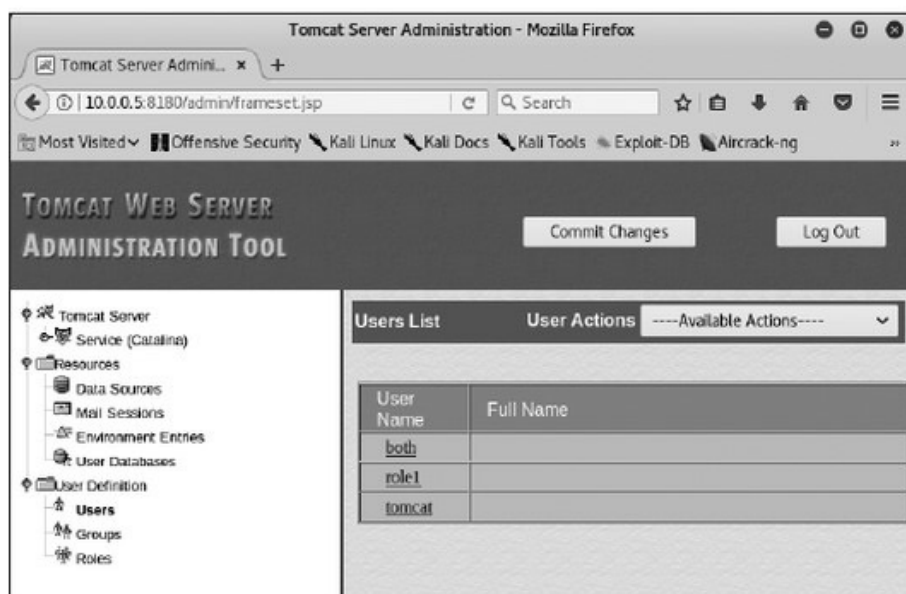 Tomcat Server Administration - Mozilla Firefox
Tomcat Server Admini... × +
10.0.0.5:8180/admin/frameset.jsp
Search
Most Visited
Offensive Security
Kali Linux
Kali Docs
Kali Tools
Exploit-DB
Aircrack-ng
»
TOMCAT WEB SERVER
ADMINISTRATION TOOL
Commit Changes
Log Out
Tomcat Server
Service (Catalina)
Resources
Data Sources
Mail Sessions
Environment Entries
User Databases
User Definition
Users
Groups
Roles
Users List
User Actions
----Available Actions----
User Name
Full Name
both
role1
tomcat